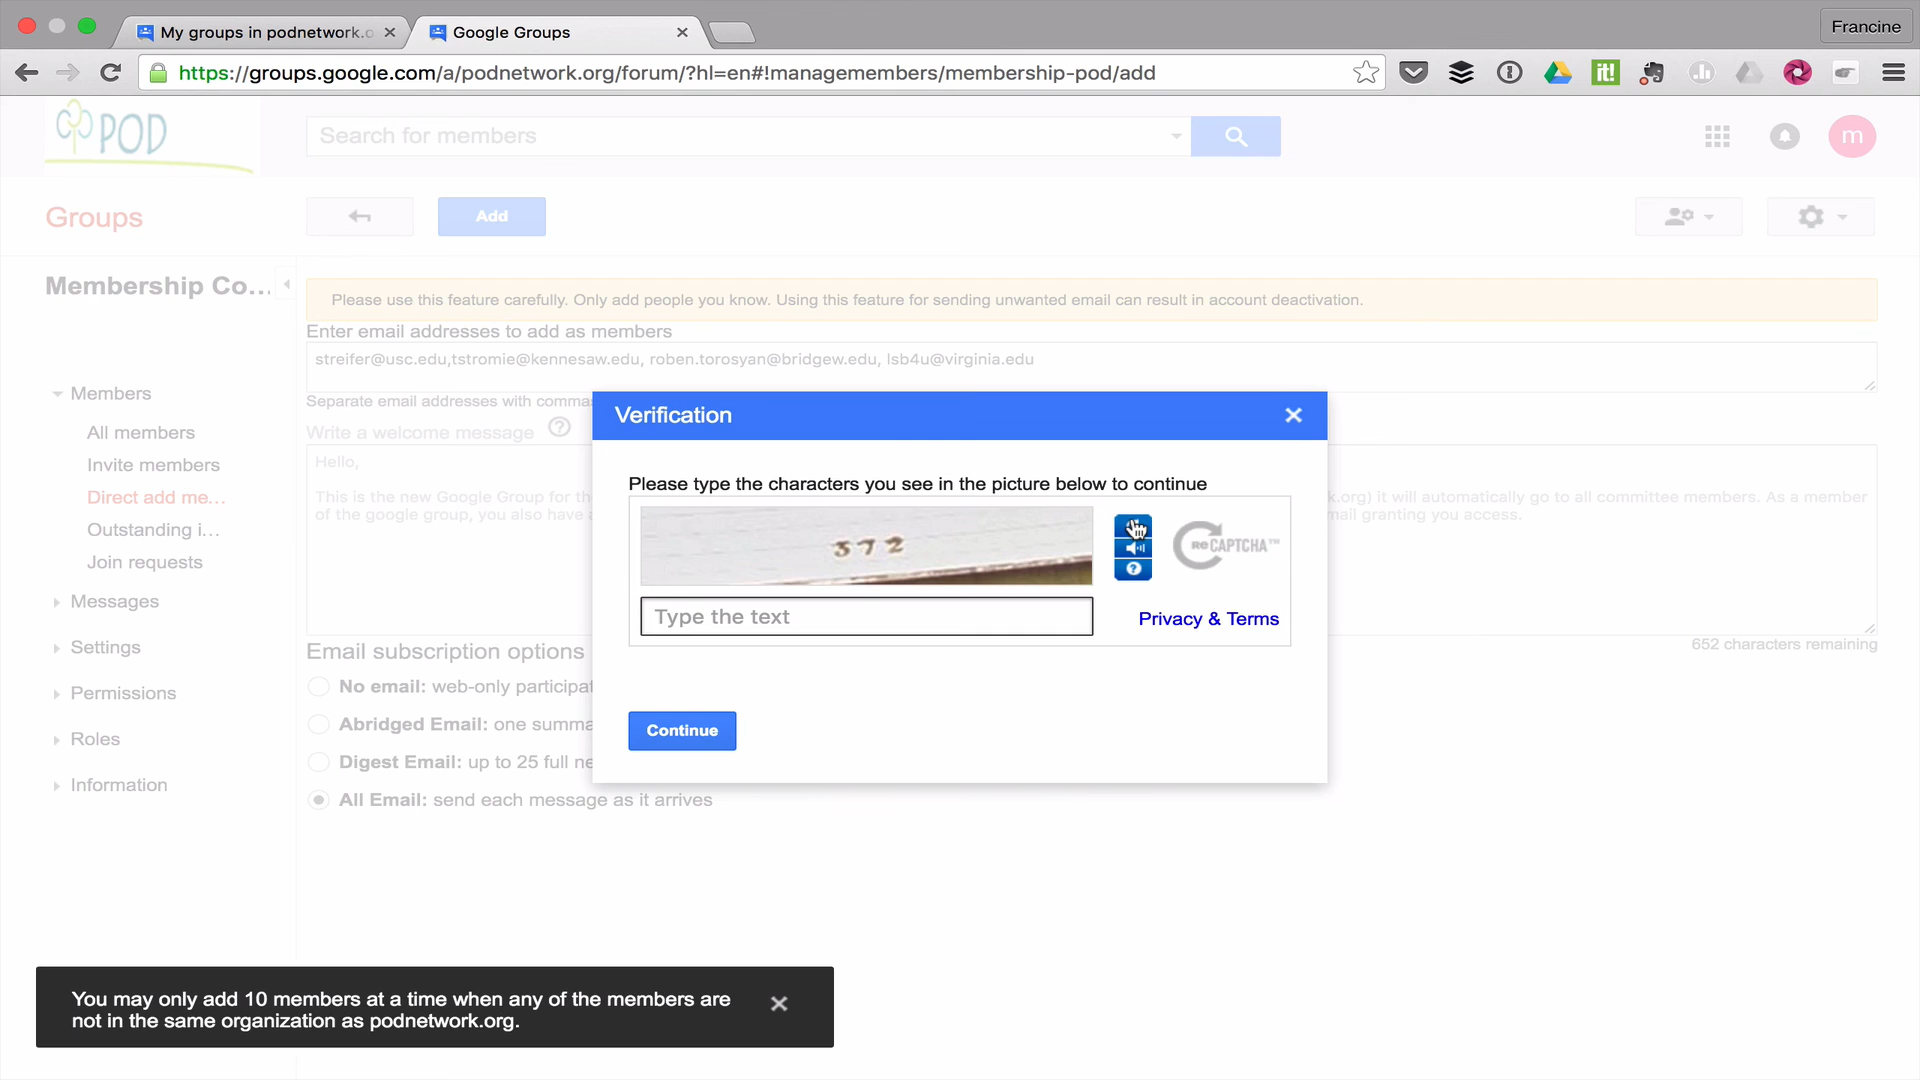 My groups in podnetwork.o
Google Groups
Francine
https://groups.google.com/a/podnetwork.org/forum/?hl=en#!managemembers/membership-pod/add
it!
POD
Search for members
m
Groups
Add
Membership Co...
Please use this feature carefully. Only add people you know. Using this feature for sending unwanted email can result in account deactivation.
Enter email addresses to add as members
streifer@usc.edu,tstromie@kennesaw.edu, roben.torosyan@bridgew.edu, lsb4u@virginia.edu
Separate email addresses with comma
Write a welcome message
Hello,
This is the new Google Group for th
k.org) it will automatically go to all committee members. As a member
of the google group, you also have
mail granting you access.
652 characters remaining
Members
All members
Invite members
Direct add me...
Outstanding i...
Join requests
Messages
Settings
Permissions
Roles
Information
Email subscription options
No email: web-only participat
Abridged Email: one summa
Digest Email: up to 25 full ne
All Email: send each message as it arrives
Verification
Please type the characters you see in the picture below to continue
372
reCAPTCHA™
Type the text
Privacy & Terms
Continue
You may only add 10 members at a time when any of the members are
not in the same organization as podnetwork.org.